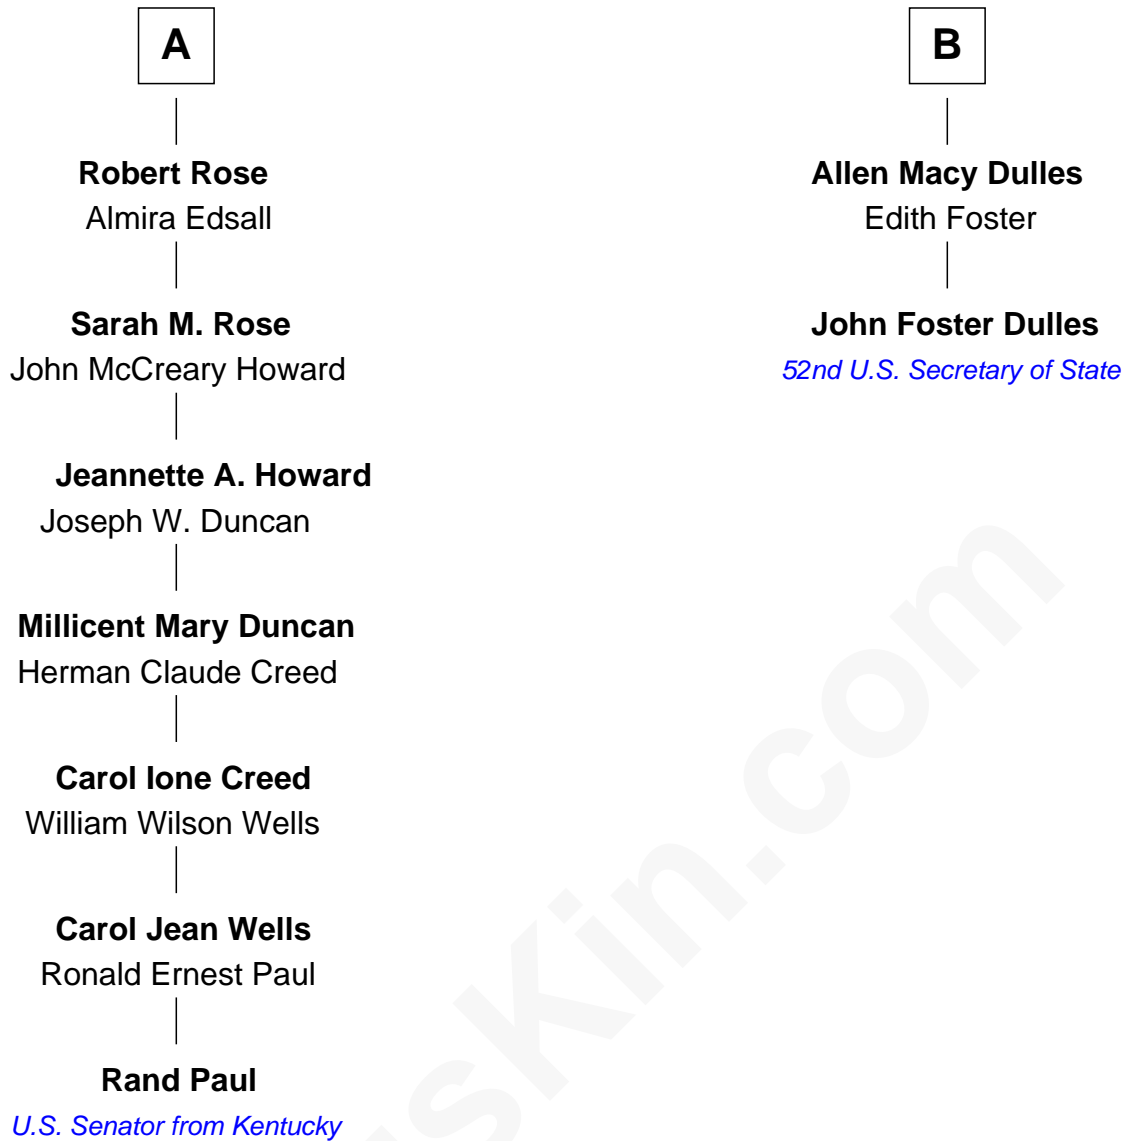 A
Robert Rose
Almira Edsall
Sarah M. Rose
John McCreary Howard
Jeannette A. Howard
Joseph W. Duncan
Millicent Mary Duncan
Herman Claude Creed
Carol Ione Creed
William Wilson Wells
Carol Jean Wells
Ronald Ernest Paul
Rand Paul
U.S. Senator from Kentucky
B
Allen Macy Dulles
Edith Foster
John Foster Dulles
52nd U.S. Secretary of State
sKin.com